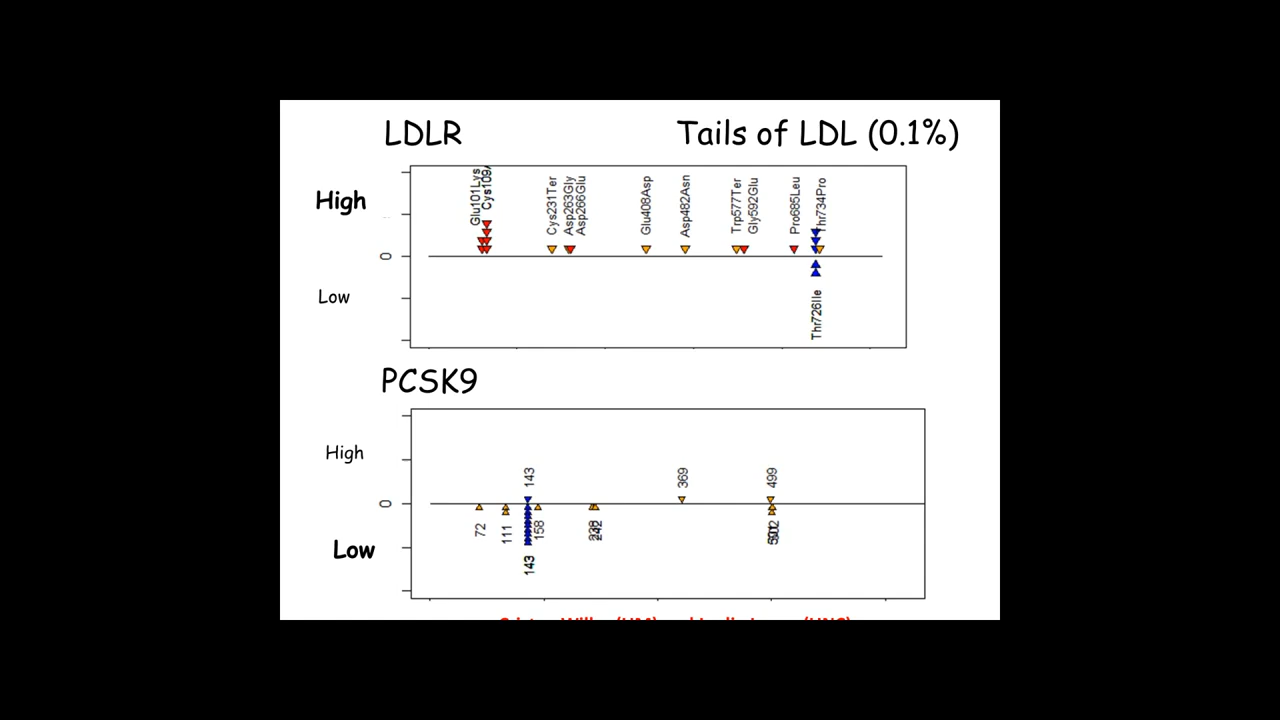 LDLR
Tails of LDL (0.1%)
High
0
Low
Glu101Lys
Cys231Ter
Asp263Gly
Asp266Glu
Glu408Asp
Asp482Asn
Trp577Ter
Gly592Glu
Pro685Leu
Thr734Pro
Thr726Ile
PCSK9
High
0
Low
143
369
499
72
111
143
158
242